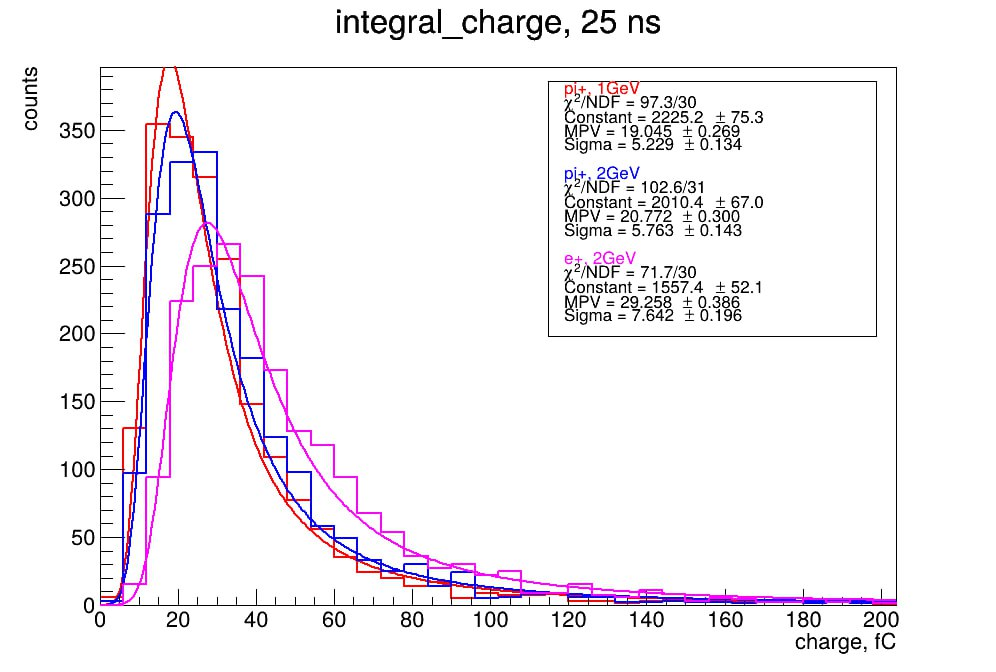 integral_charge, 25 ns
counts
pi+, 1GeV
χ²/NDF = 97.3/30
Constant = 2225.2 ± 75.3
MPV = 19.045 ± 0.269
Sigma = 5.229 ± 0.134
pi+, 2GeV
χ²/NDF = 102.6/31
Constant = 2010.4 ± 67.0
MPV = 20.772 ± 0.300
Sigma = 5.763 ± 0.143
e+, 2GeV
χ²/NDF = 71.7/30
Constant = 1557.4 ± 52.1
MPV = 29.258 ± 0.386
Sigma = 7.642 ± 0.196
350
300
250
200
150
100
50
0
0 20 40 60 80 100 120 140 160 180 200
charge, fC